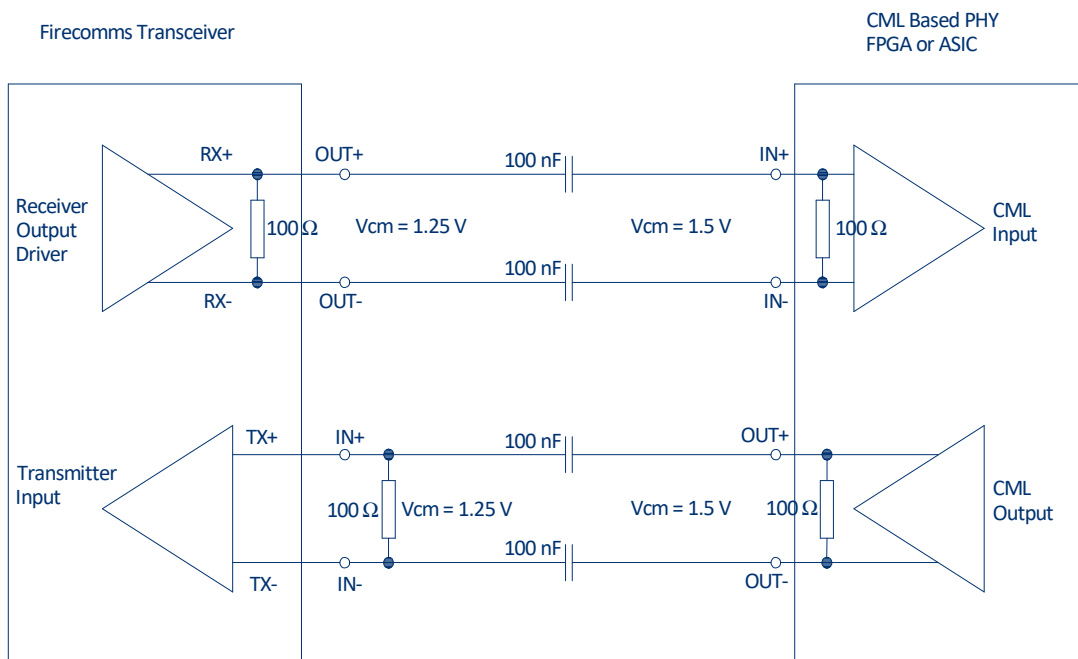 Firecomms Transceiver
CML Based PHY
FPGA or ASIC
RX+
OUT+
100 nF
IN+
Receiver
Output
Driver
100 Ω
Vcm = 1.25 V
Vcm = 1.5 V
100 Ω
CML
Input
100 nF
RX-
OUT-
IN-
TX+
IN+
100 nF
OUT+
Transmitter
Input
100 Ω
Vcm = 1.25 V
Vcm = 1.5 V
100 Ω
CML
Output
100 nF
TX-
IN-
OUT-